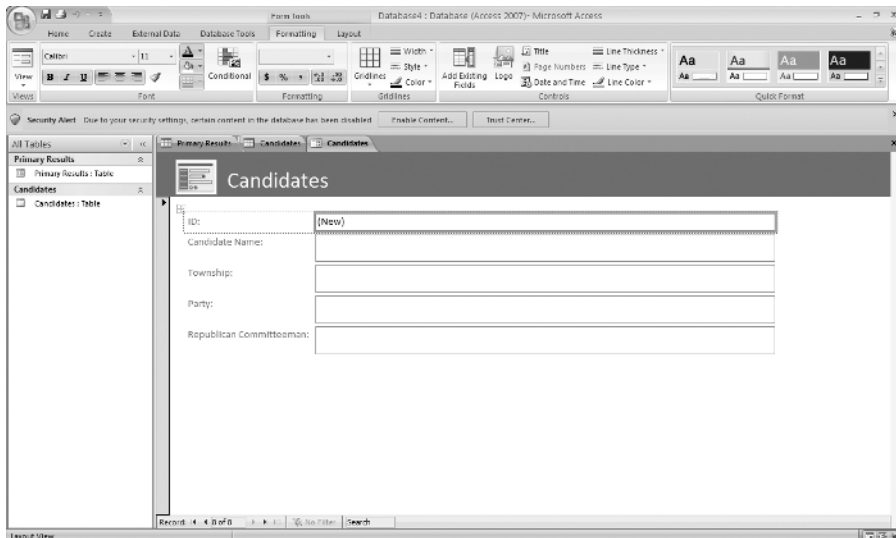 Form Tools Database4 : Database (Access 2007)- Microsoft Access
Home Create External Data Database Tools Formatting Layout
View
Calibri 11
B I U
Conditional
$ % ,
Gridlines
Width
Style
Color
Add Existing Fields
Logo
Title
Page Numbers
Date and Time
Line Thickness
Line Type
Line Color
Aa Aa Aa Aa
Aa Aa Aa Aa
Views Font Formatting Gridlines Controls Quick Format
Security Alert Due to your security settings, certain content in the database has been disabled Enable Content... Trust Center...
All Tables
Primary Results
Primary Results : Table
Candidates
Candidates : Table
Primary Results Candidates Candidates
Candidates
ID: (New)
Candidate Name:
Township:
Party:
Republican Committeeman:
Record: No Filter Search
Layout View